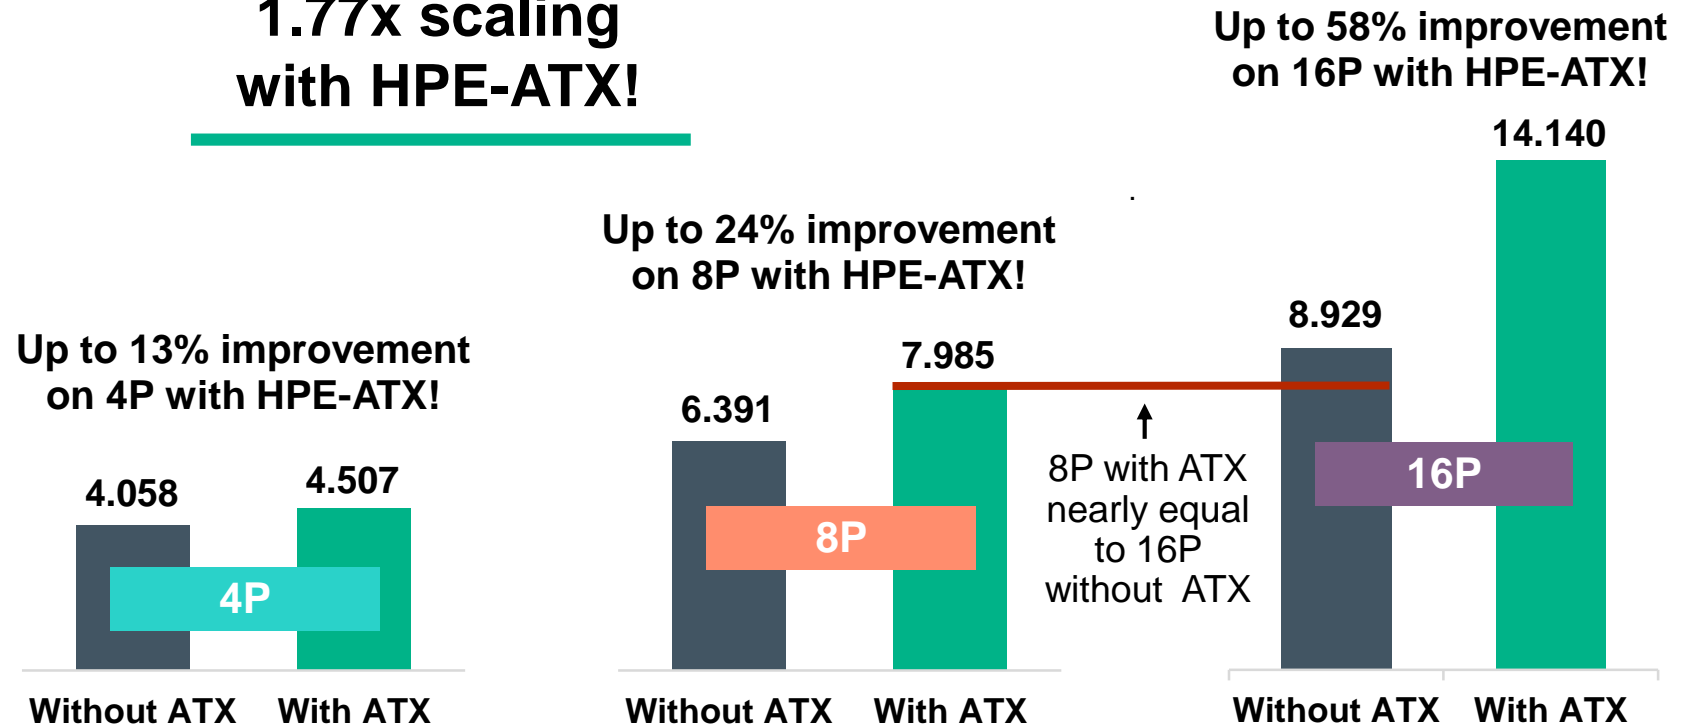 1.77x scaling
with HPE-ATX!
Up to 58% improvement
on 16P with HPE-ATX!
14.140
Up to 24% improvement
on 8P with HPE-ATX!
8.929
Up to 13% improvement
on 4P with HPE-ATX!
7.985
6.391
4.058
4.507
8P with ATX
nearly equal
to 16P
without ATX
16P
8P
4P
Without ATX
With ATX
Without ATX
With ATX
Without ATX
With ATX